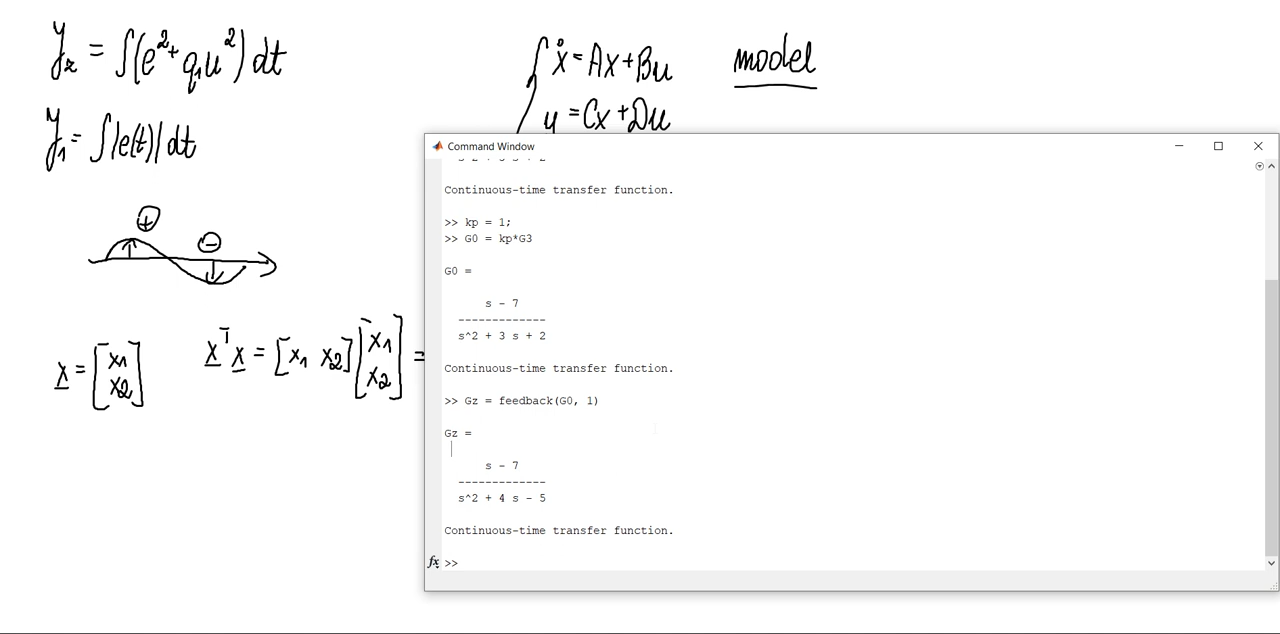 y₂ = ∫(e² + q₁u²) dt
ẋ = Ax + Bu
model
y = Cx + Du
y₁ = ∫|e(t)| dt
+
−
x = [x₁ x₂]
xᵀx = [x₁ x₂] [x₁ x₂] =
Command Window
Continuous-time transfer function.
>> kp = 1;
>> G0 = kp*G3
G0 =
s - 7
-------------
s^2 + 3 s + 2
Continuous-time transfer function.
>> Gz = feedback(G0, 1)
Gz =
s - 7
-------------
s^2 + 4 s - 5
Continuous-time transfer function.
fx >>